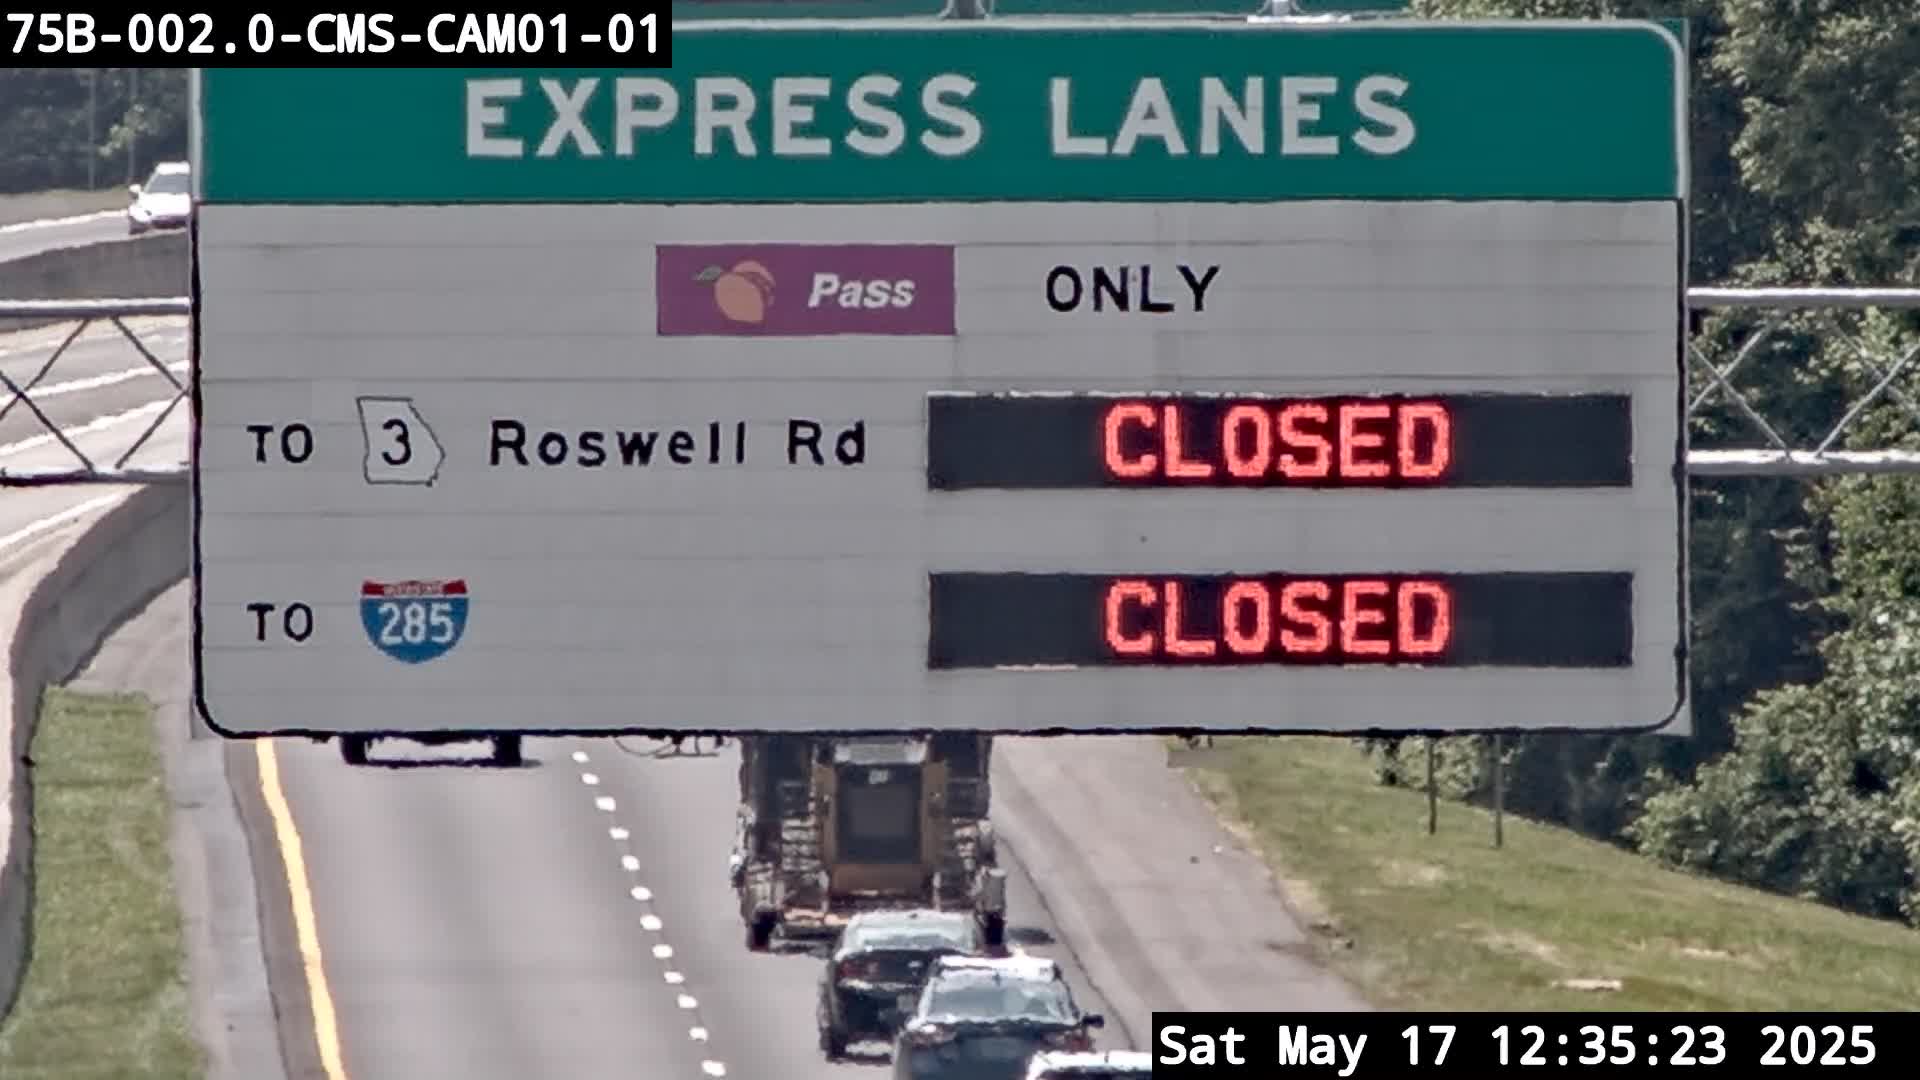 75B-002.0-CMS-CAM01-01
EXPRESS LANES
Pass ONLY
TO 3 Roswell Rd CLOSED
TO INTERSTATE 285 CLOSED
Sat May 17 12:35:23 2025